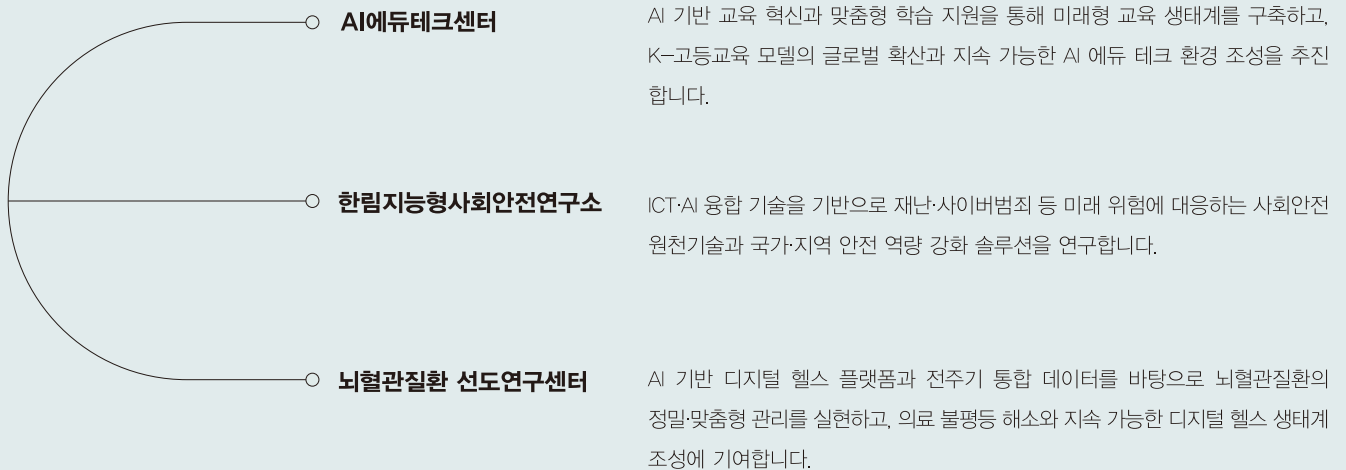 AI에듀테크센터
AI 기반 교육 혁신과 맞춤형 학습 지원을 통해 미래형 교육 생태계를 구축하고,
K-고등교육 모델의 글로벌 확산과 지속 가능한 AI 에듀 테크 환경 조성을 추진
합니다.
한림지능형사회안전연구소
ICT·AI 융합 기술을 기반으로 재난·사이버범죄 등 미래 위험에 대응하는 사회안전
원천기술과 국가·지역 안전 역량 강화 솔루션을 연구합니다.
뇌혈관질환 선도연구센터
AI 기반 디지털 헬스 플랫폼과 전주기 통합 데이터를 바탕으로 뇌혈관질환의
정밀·맞춤형 관리를 실현하고, 의료 불평등 해소와 지속 가능한 디지털 헬스 생태계
조성에 기여합니다.